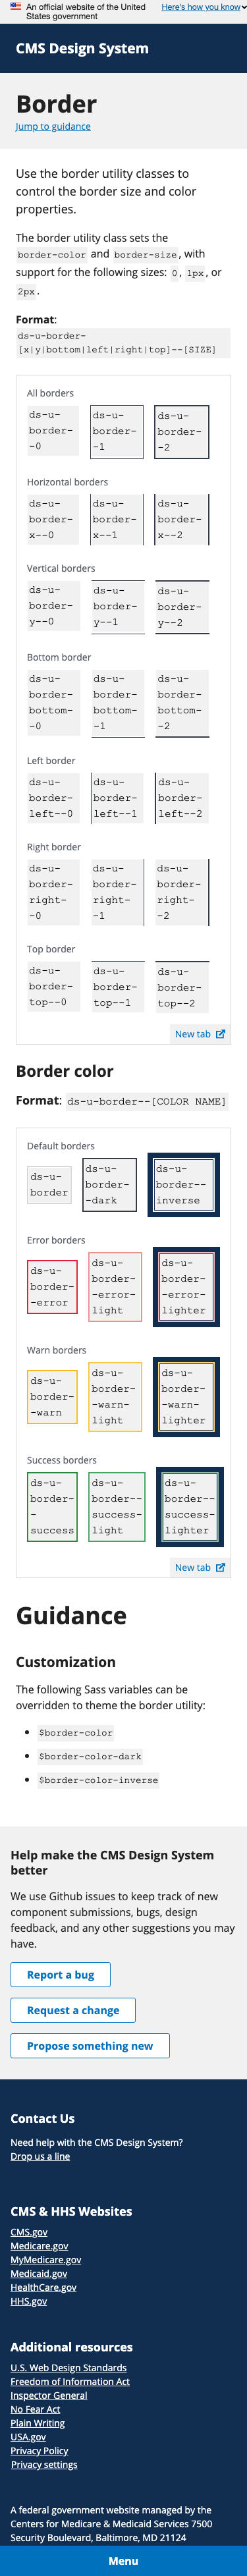 An official website of the United
States government
Here's how you know
CMS Design System
Border
Jump to guidance
Use the border utility classes to
control the border size and color
properties.
The border utility class sets the
border-color and border-size, with
support for the following sizes: 0, 1px, or
2px.
Format:
ds-u-border-
[x|y|bottom|left|right|top]--[SIZE]
All borders
ds-u-
border-
-0
ds-u-
border-
-1
ds-u-
border-
-2
Horizontal borders
ds-u-
border-
x--0
ds-u-
border-
x--1
ds-u-
border-
x--2
Vertical borders
ds-u-
border-
y--0
ds-u-
border-
y--1
ds-u-
border-
y--2
Bottom border
ds-u-
border-
bottom-
-0
ds-u-
border-
bottom-
-1
ds-u-
border-
bottom-
-2
Left border
ds-u-
border-
left--0
ds-u-
border-
left--1
ds-u-
border-
left--2
Right border
ds-u-
border-
right-
-0
ds-u-
border-
right-
-1
ds-u-
border-
right-
-2
Top border
ds-u-
border-
top--0
ds-u-
border-
top--1
ds-u-
border-
top--2
New tab
Border color
Format: ds-u-border--[COLOR NAME]
Default borders
ds-u-
border
ds-u-
border-
-dark
ds-u-
border--
inverse
Error borders
ds-u-
border-
-error
ds-u-
border-
-error-
light
ds-u-
border-
-error-
lighter
Warn borders
ds-u-
border-
-warn
ds-u-
border-
-warn-
light
ds-u-
border-
-warn-
lighter
Success borders
ds-u-
border-
-
success
ds-u-
border--
success-
light
ds-u-
border--
success-
lighter
New tab
Guidance
Customization
The following Sass variables can be
overridden to theme the border utility:
• $border-color
• $border-color-dark
• $border-color-inverse
Help make the CMS Design System
better
We use Github issues to keep track of new
component submissions, bugs, design
feedback, and any other suggestions you may
have.
Report a bug
Request a change
Propose something new
Contact Us
Need help with the CMS Design System?
Drop us a line
CMS & HHS Websites
CMS.gov
Medicare.gov
MyMedicare.gov
Medicaid.gov
HealthCare.gov
HHS.gov
Additional resources
U.S. Web Design Standards
Freedom of Information Act
Inspector General
No Fear Act
Plain Writing
USA.gov
Privacy Policy
Privacy settings
A federal government website managed by the
Centers for Medicare & Medicaid Services 7500
Security Boulevard, Baltimore, MD 21124
Menu